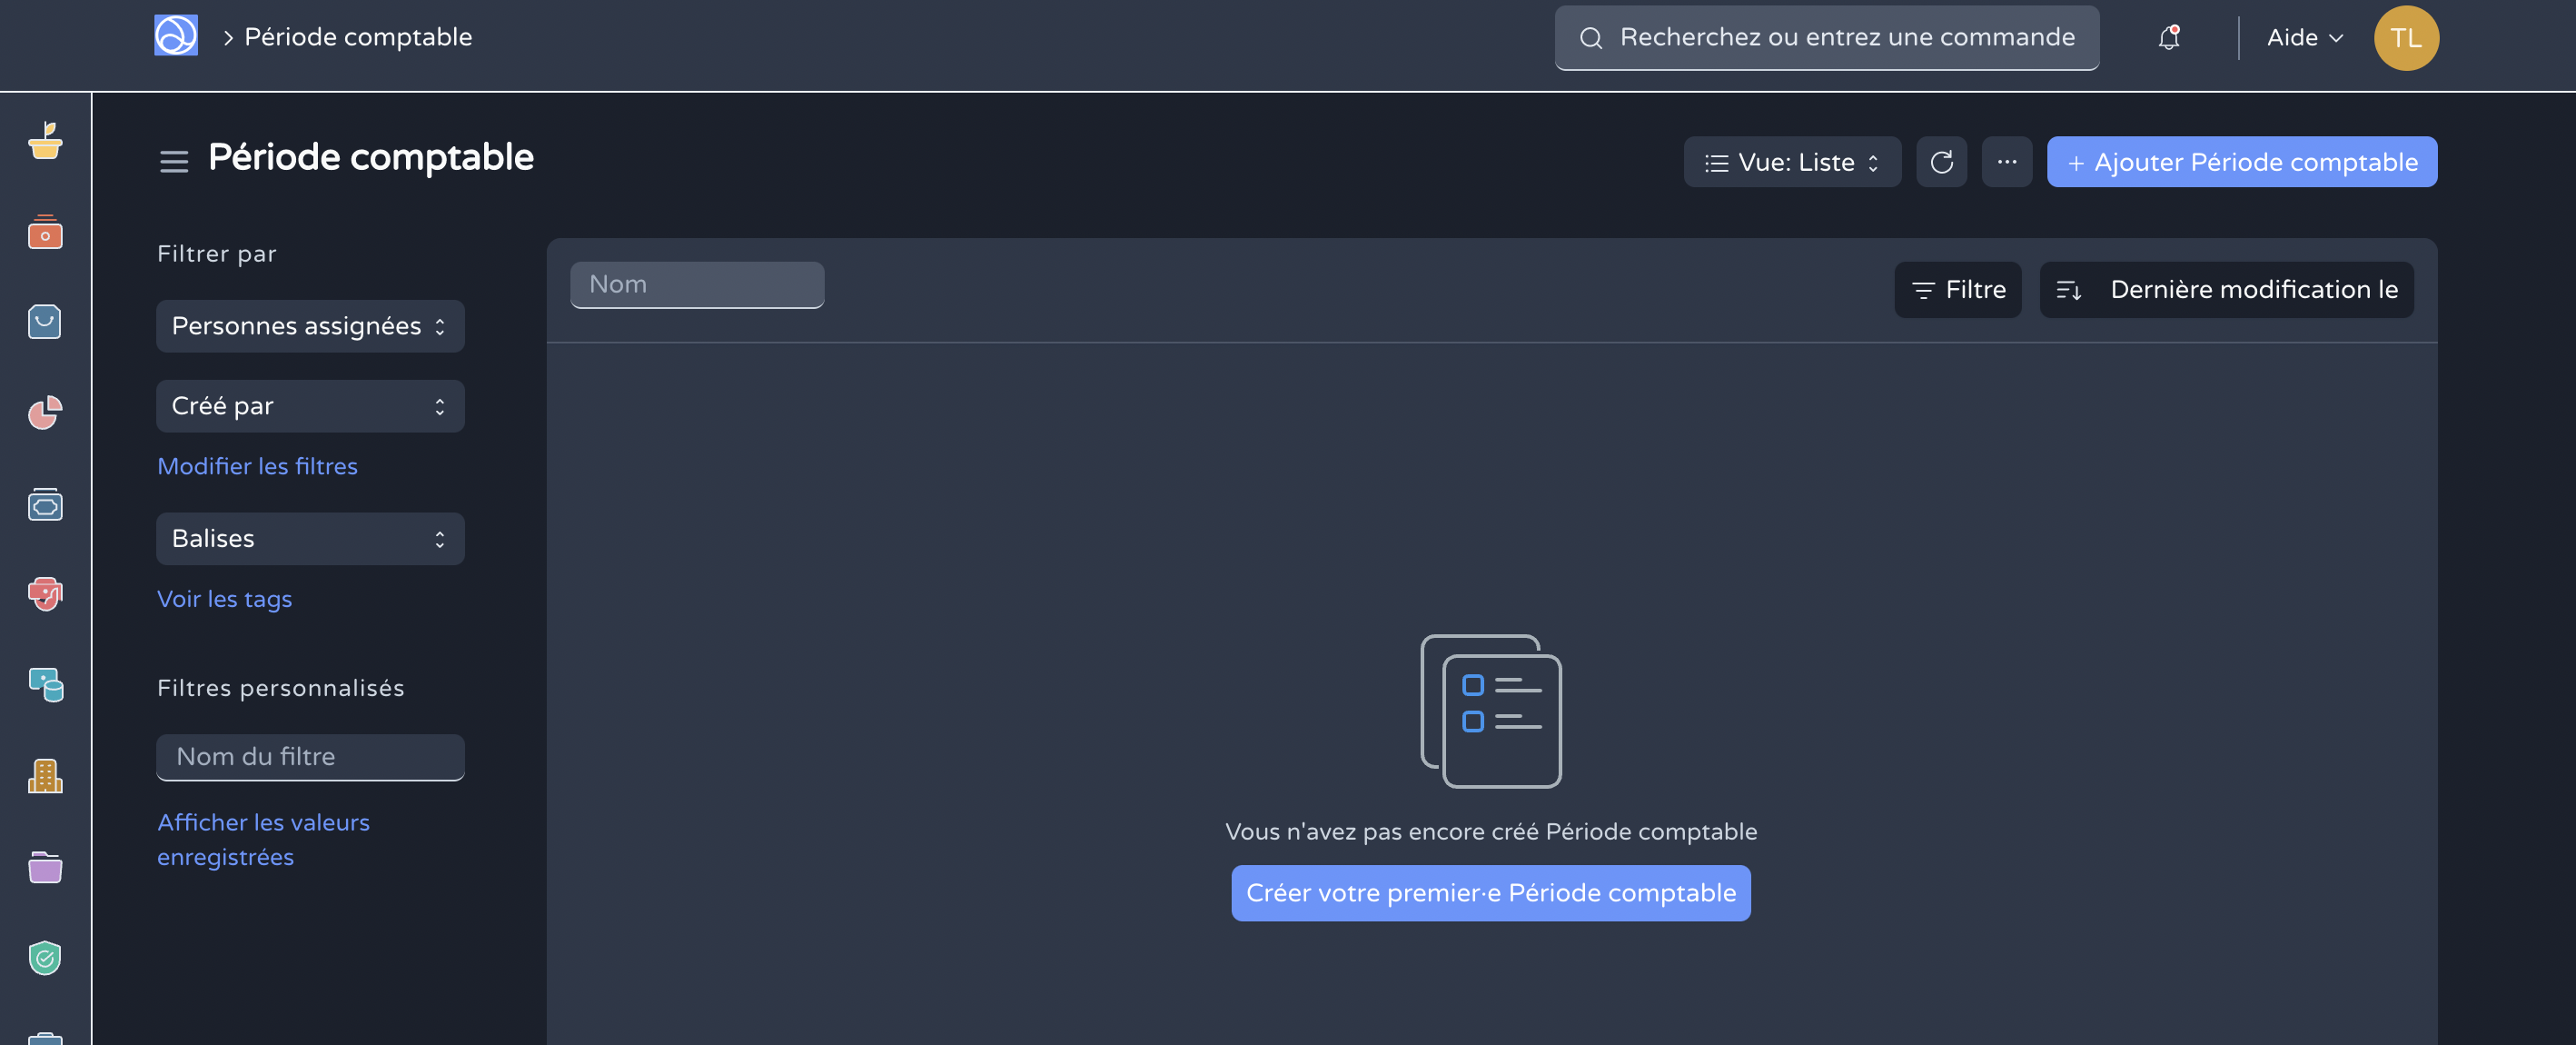 Période comptable
Recherchez ou entrez une commande
Aide
TL
Période comptable
Vue: Liste
+ Ajouter Période comptable
Filtrer par
Personnes assignées
Créé par
Modifier les filtres
Balises
Voir les tags
Filtres personnalisés
Nom du filtre
Afficher les valeurs
enregistrées
Nom
Filtre
Dernière modification le
Vous n'avez pas encore créé Période comptable
Créer votre premier·e Période comptable